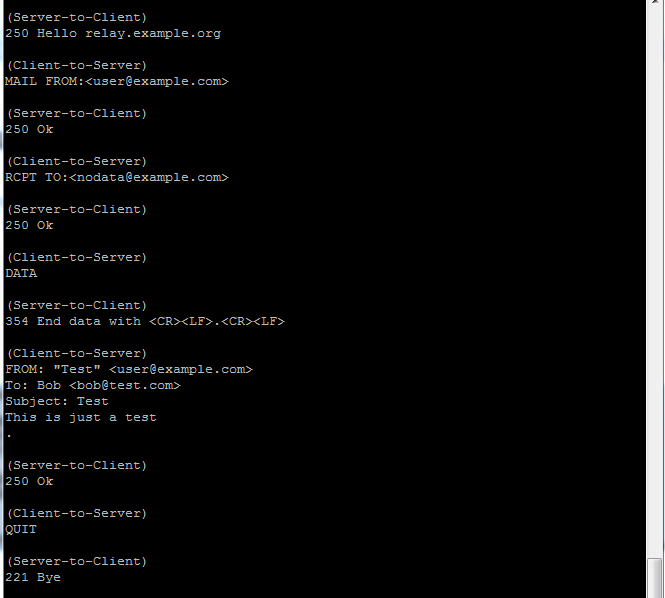 (Server-to-Client)
250 Hello relay.example.org
(Client-to-Server)
MAIL FROM:<user@example.com>
(Server-to-Client)
250 Ok
(Client-to-Server)
RCPT TO:<nodata@example.com>
(Server-to-Client)
250 Ok
(Client-to-Server)
DATA
(Server-to-Client)
354 End data with <CR><LF>.<CR><LF>
(Client-to-Server)
FROM: "Test" <user@example.com>
To: Bob <bob@test.com>
Subject: Test
This is just a test
.
(Server-to-Client)
250 Ok
(Client-to-Server)
QUIT
(Server-to-Client)
221 Bye